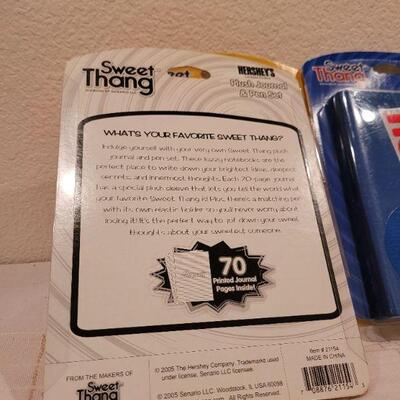 Sweet
Thang
HERSHEY'S
Plush Journal
& Pen Set
WHAT'S YOUR FAVORITE SWEET THANG?
Indulge yourself with your very own Sweet Thang plush
journal and pen set. These fuzzy notebooks are the
perfect place to write down your brightest ideas, deepest
secrets, and innermost thoughts. Each 70-page journal
has a special plush sleeve that lets you tell the world what
your favorite Sweet Thang is! Plus, there's a matching pen
with its own elastic holder so you'll never worry about
losing it! It's the perfect way to jot down your sweet
thoughts about your sweetest someone.
70
Printed Journal
Pages Inside!
FROM THE MAKERS OF
Sweet
Thang
© 2005 The Hershey Company. Trademarks used
under license, Senario LLC licensee.
© 2005 Senario LLC, Woodstock, IL USA 60098
Item # 21154
MADE IN CHINA
7 08876 21154 3
Sweet
Thang